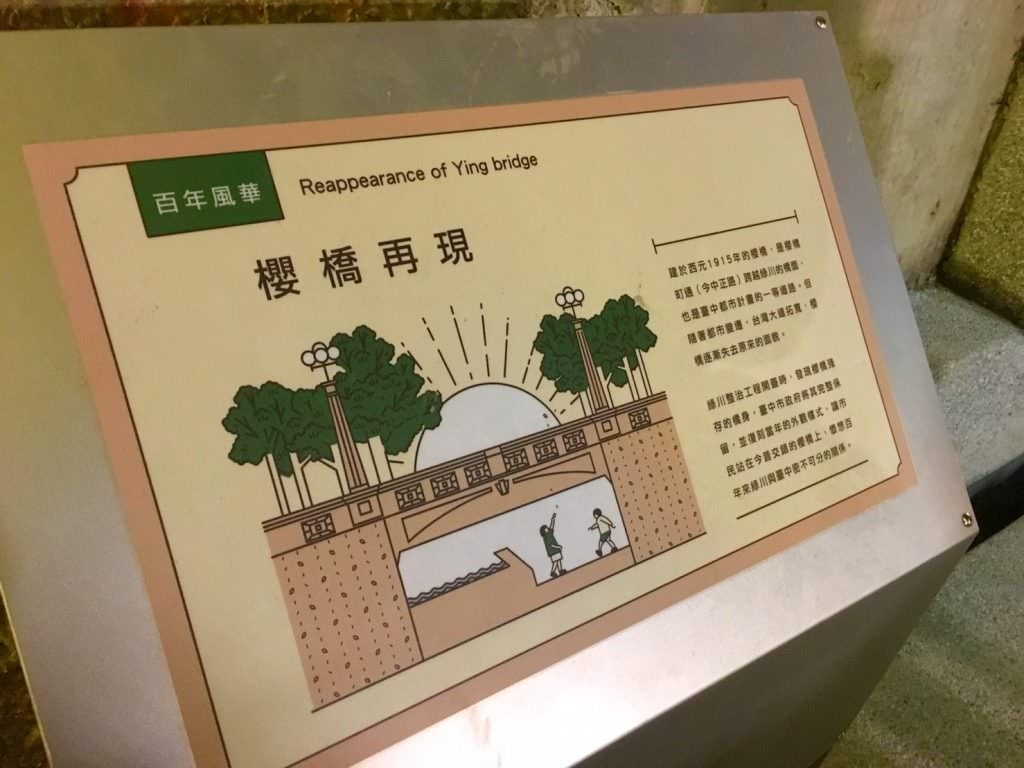 百年風華
Reappearance of Ying bridge
櫻橋再現
建於西元1915年的櫻橋，是櫻橋
町通（今中正路）跨越綠川的橋面，
也是臺中都市計畫的一等道路。但
隨著都市變遷，台灣大道拓寬，櫻
橋逐漸失去原來的面貌。
綠川整治工程開蓋時，發現櫻橋殘
存的橋身，臺中市政府將其完整保
留，並復刻當年的外觀樣式，讓市
民站在今昔交錯的櫻橋上，懷想百
年來綠川與臺中密不可分的關係。